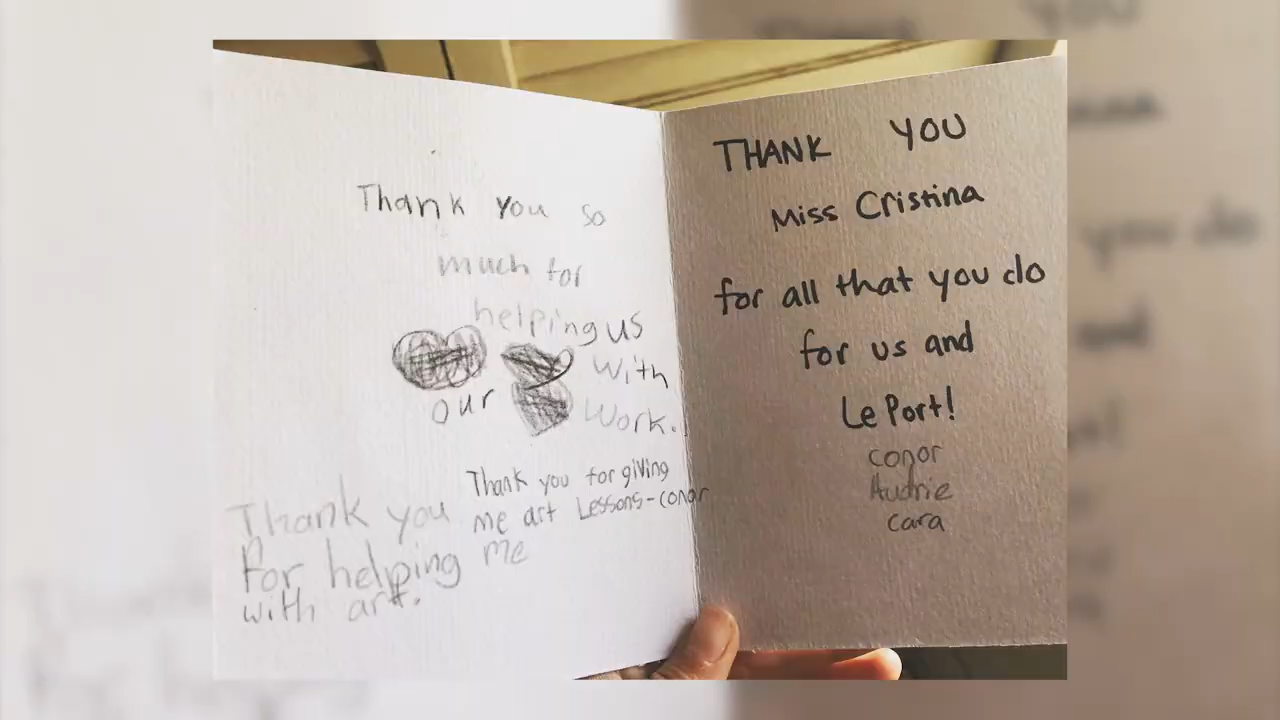 Thank you so
much for
helping us
with
our work.
Thank you for giving
me art Lessons-conor
Thank you
for helping me
with art.
THANK YOU
Miss Cristina
for all that you do
for us and
LePort!
conor
Audrie
cara